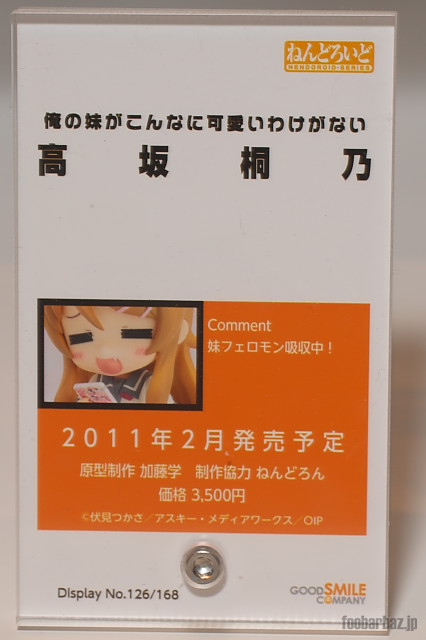 ねんどろいど
NENDOROID・SERIES
俺の妹がこんなに可愛いわけがない
高坂桐乃
Comment
妹フェロモン吸収中！
2011年2月発売予定
原型制作 加藤学　制作協力 ねんどろん
価格 3,500円
©伏見つかさ／アスキー・メディアワークス／OIP
Display No.126/168
GOOD SMILE
COMPANY
foobarbaz.jp